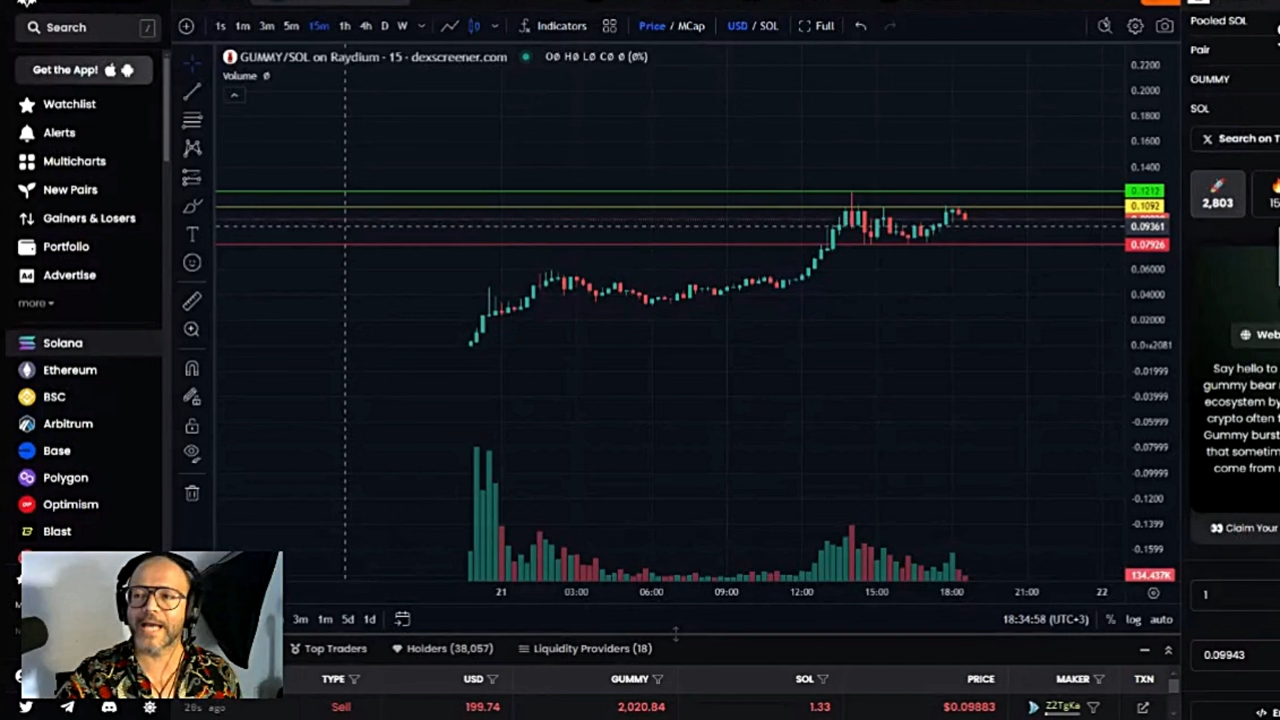 Search /
1s 1m 3m 5m 15m 1h 4h D W Indicators Price / MCap USD / SOL Full
Pooled SOL
Pair
GUMMY
SOL
Search on T
2,803
Get the App!
Watchlist
Alerts
Multicharts
New Pairs
Gainers & Losers
Portfolio
Ad Advertise
more
Solana
Ethereum
BSC
Arbitrum
Base
Polygon
Optimism
Blast
GUMMY/SOL on Raydium · 15 · dexscreener.com O0 H0 L0 C0 0 (0%)
Volume 0
0.2200
0.2000
0.1800
0.1600
0.1400
0.1212
0.1092
0.09361
0.07926
0.06000
0.04000
0.02000
-0.01999
-0.03999
-0.05999
-0.07999
-0.09999
-0.1200
-0.1399
-0.1599
134.437K
21 03:00 06:00 09:00 12:00 15:00 18:00 21:00 22
3m 1m 5d 1d
18:34:58 (UTC+3) % log auto
Top Traders Holders (38,057) Liquidity Providers (18)
TYPE USD GUMMY SOL PRICE MAKER TXN
20s ago Sell 199.74 2,020.84 1.33 $0.09883 ZZTgKa
Web
Say hello to
gummy bear
ecosystem by
crypto often
Gummy burst
that sometim
come from
Claim Your
1
0.09943